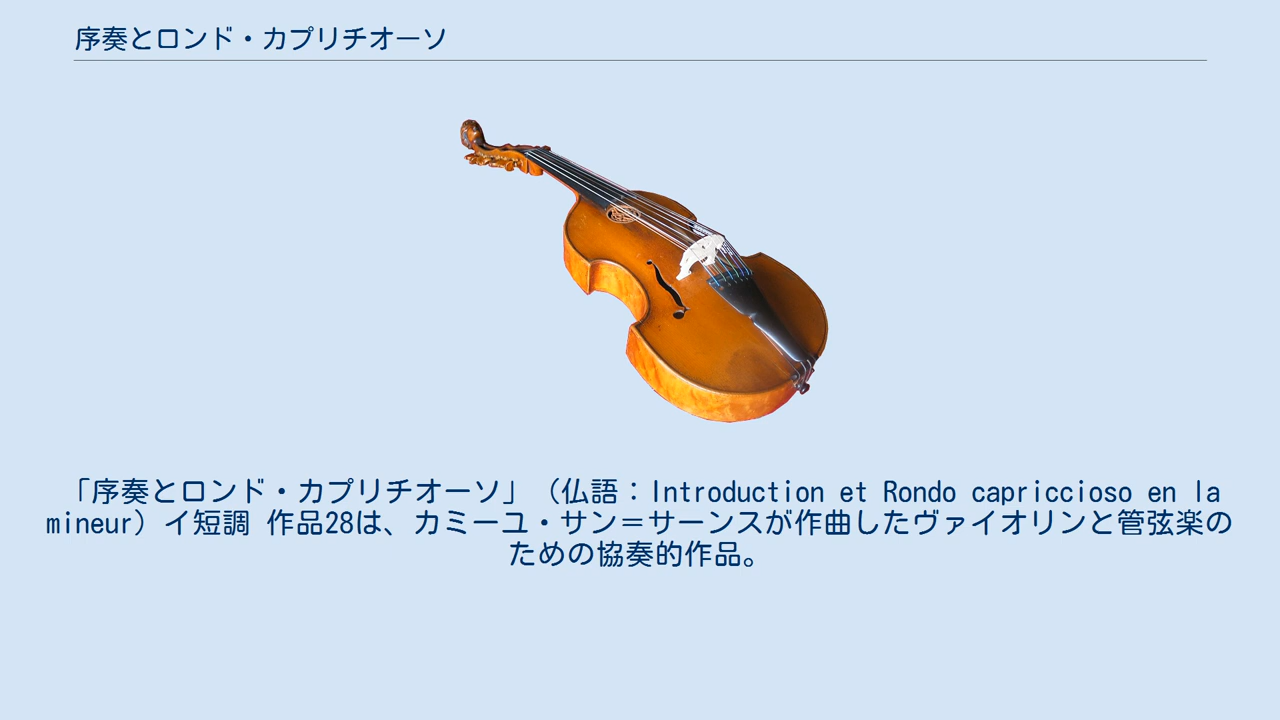 序奏とロンド・カプリチオーソ
「序奏とロンド・カプリチオーソ」（仏語：Introduction et Rondo capriccioso en la
mineur）イ短調 作品28は、カミーユ・サン＝サーンスが作曲したヴァイオリンと管弦楽の
ための協奏的作品。